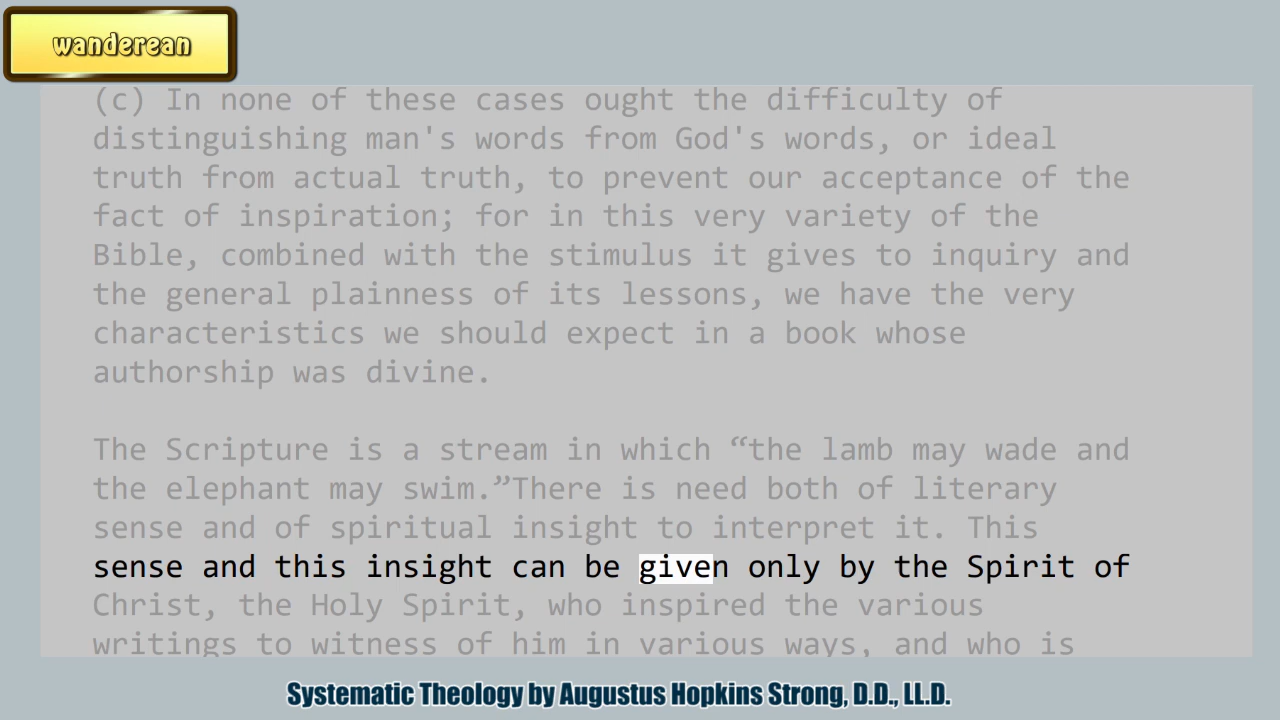 wanderean
(c) In none of these cases ought the difficulty of
distinguishing man's words from God's words, or ideal
truth from actual truth, to prevent our acceptance of the
fact of inspiration; for in this very variety of the
Bible, combined with the stimulus it gives to inquiry and
the general plainness of its lessons, we have the very
characteristics we should expect in a book whose
authorship was divine.
The Scripture is a stream in which “the lamb may wade and
the elephant may swim.”There is need both of literary
sense and of spiritual insight to interpret it. This
sense and this insight can be given only by the Spirit of
Christ, the Holy Spirit, who inspired the various
writings to witness of him in various ways, and who is
Systematic Theology by Augustus Hopkins Strong, D.D., LL.D.